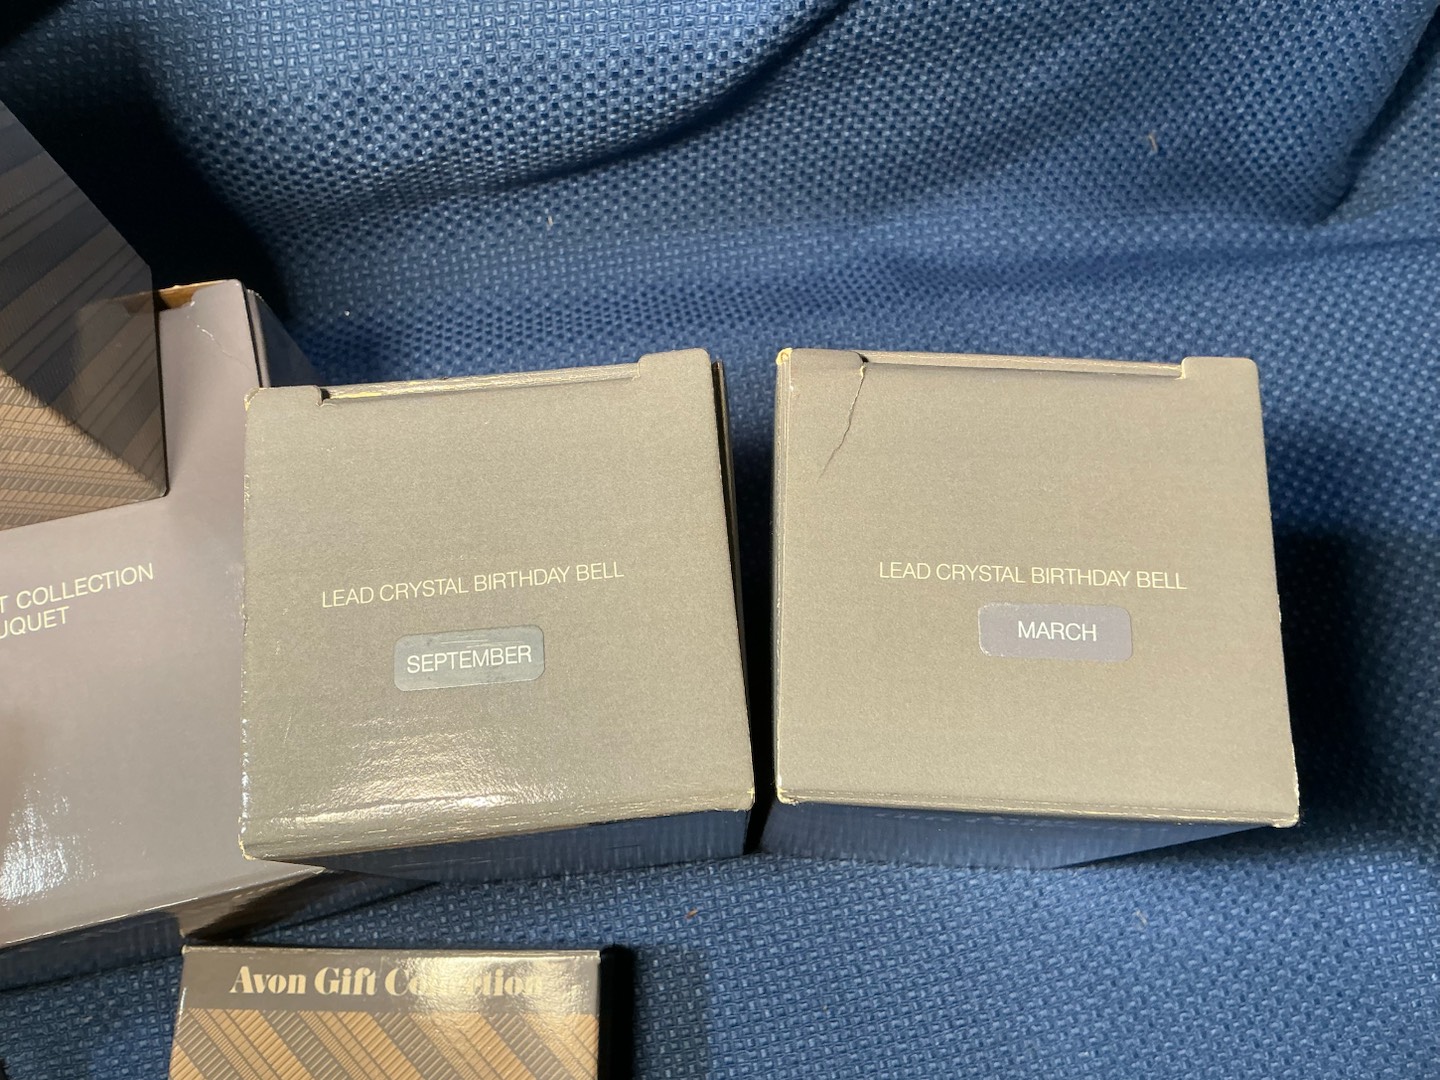 T COLLECTION
UQUET
LEAD CRYSTAL BIRTHDAY BELL
SEPTEMBER
LEAD CRYSTAL BIRTHDAY BELL
MARCH
Avon Gift Collection